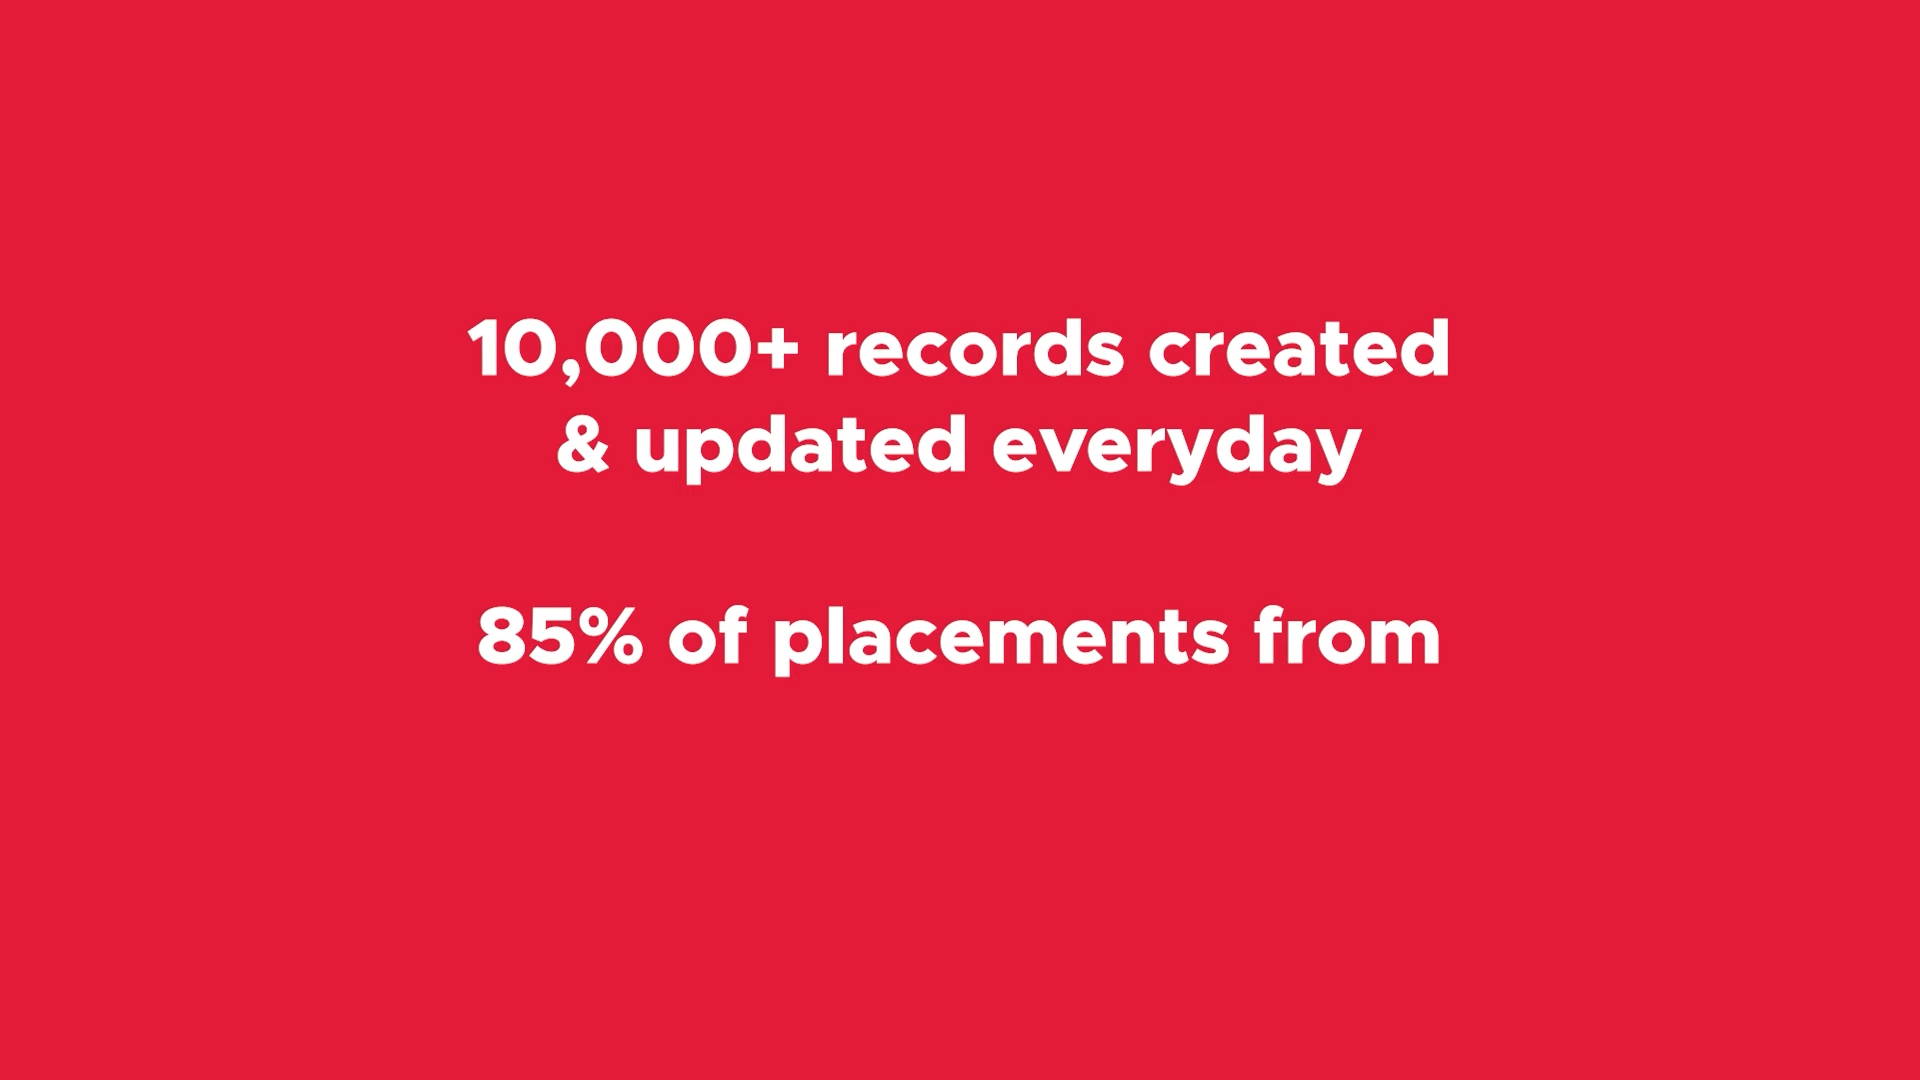 10,000+ records created
& updated everyday
85% of placements from